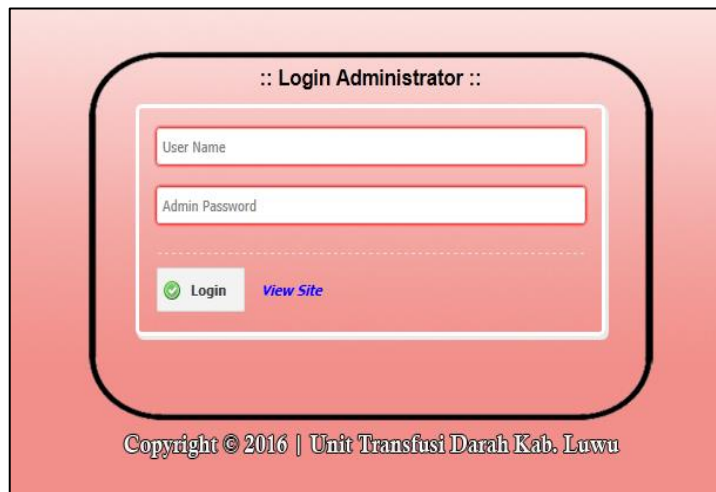 :: Login Administrator ::
User Name
Admin Password
Login View Site
Copyright © 2016 | Unit Transfusi Darah Kab. Luwu